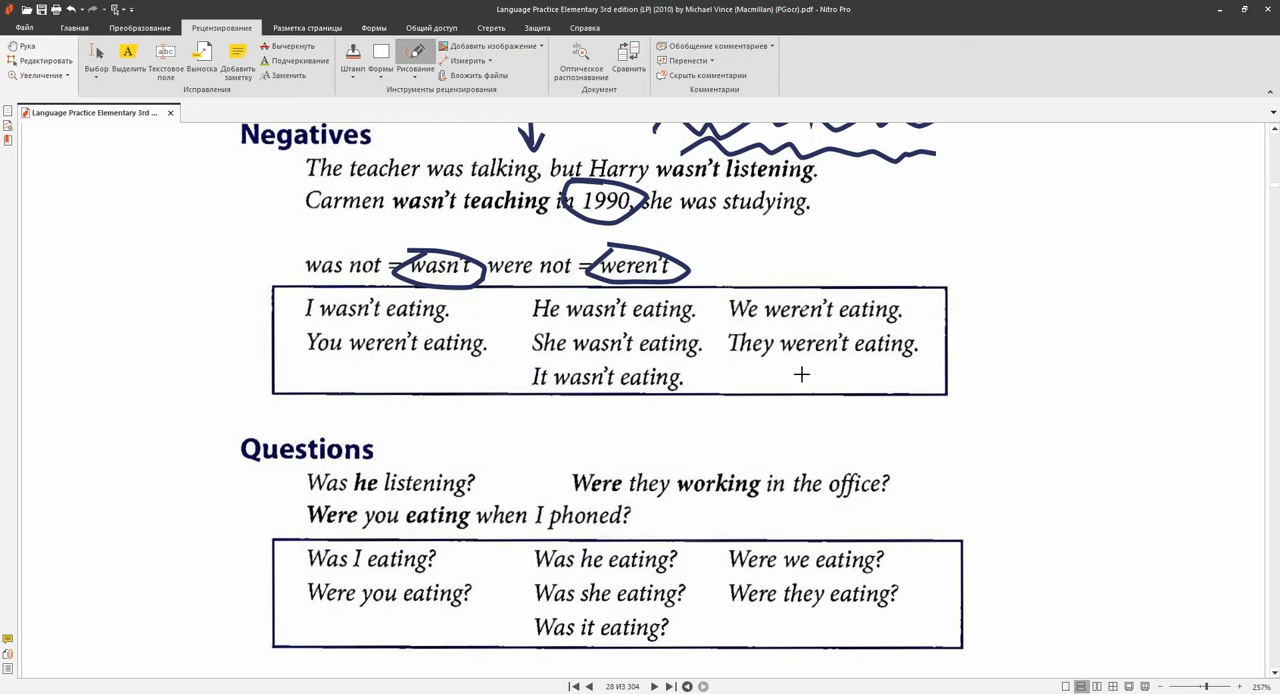 Language Practice Elementary 3rd edition (LP) (2010) by Michael Vince (Macmillan) (PGocr).pdf - Nitro Pro
Файл Главная Преобразование Рецензирование Разметка страницы Формы Общий доступ Стереть Защита Справка
Рука
Редактировать
Увеличение
Выбор Выделить Текстовое поле Выноска Добавить заметку
Вычеркнуть
Подчеркивание
Заменить
Исправления
Штамп Формы Рисование
Добавить изображение
Измерить
Вложить файлы
Инструменты рецензирования
Оптическое распознавание Сравнить
Документ
Обобщение комментариев
Перенести
Скрыть комментарии
Комментарии
Language Practice Elementary 3rd ...
Negatives
The teacher was talking, but Harry wasn't listening.
Carmen wasn't teaching in 1990, she was studying.
was not = wasn't were not = weren't
I wasn't eating. He wasn't eating. We weren't eating.
You weren't eating. She wasn't eating. They weren't eating.
It wasn't eating.
Questions
Was he listening? Were they working in the office?
Were you eating when I phoned?
Was I eating? Was he eating? Were we eating?
Were you eating? Was she eating? Were they eating?
Was it eating?
28 ИЗ 304
257%